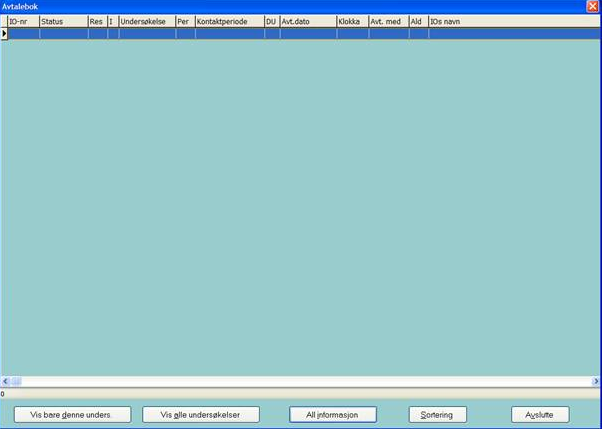 Avtalebok
IO-nr Status Res I Undersøkelse Per Kontaktperiode DU Avt.dato Klokka Avt. med Ald IOs navn
0
Vis bare denne unders. Vis alle undersøkelser All informasjon Sortering Avslutte